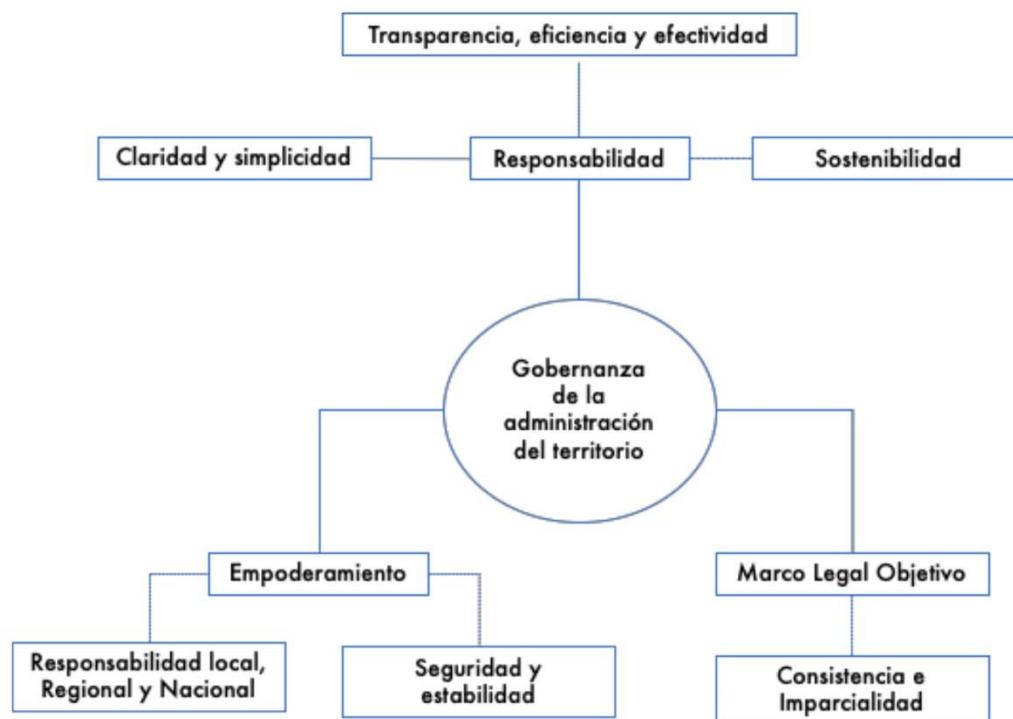 Transparencia, eficiencia y efectividad
Claridad y simplicidad
Responsabilidad
Sostenibilidad
Gobernanza
de la
administración
del territorio
Empoderamiento
Marco Legal Objetivo
Responsabilidad local,
Regional y Nacional
Seguridad y
estabilidad
Consistencia e
Imparcialidad